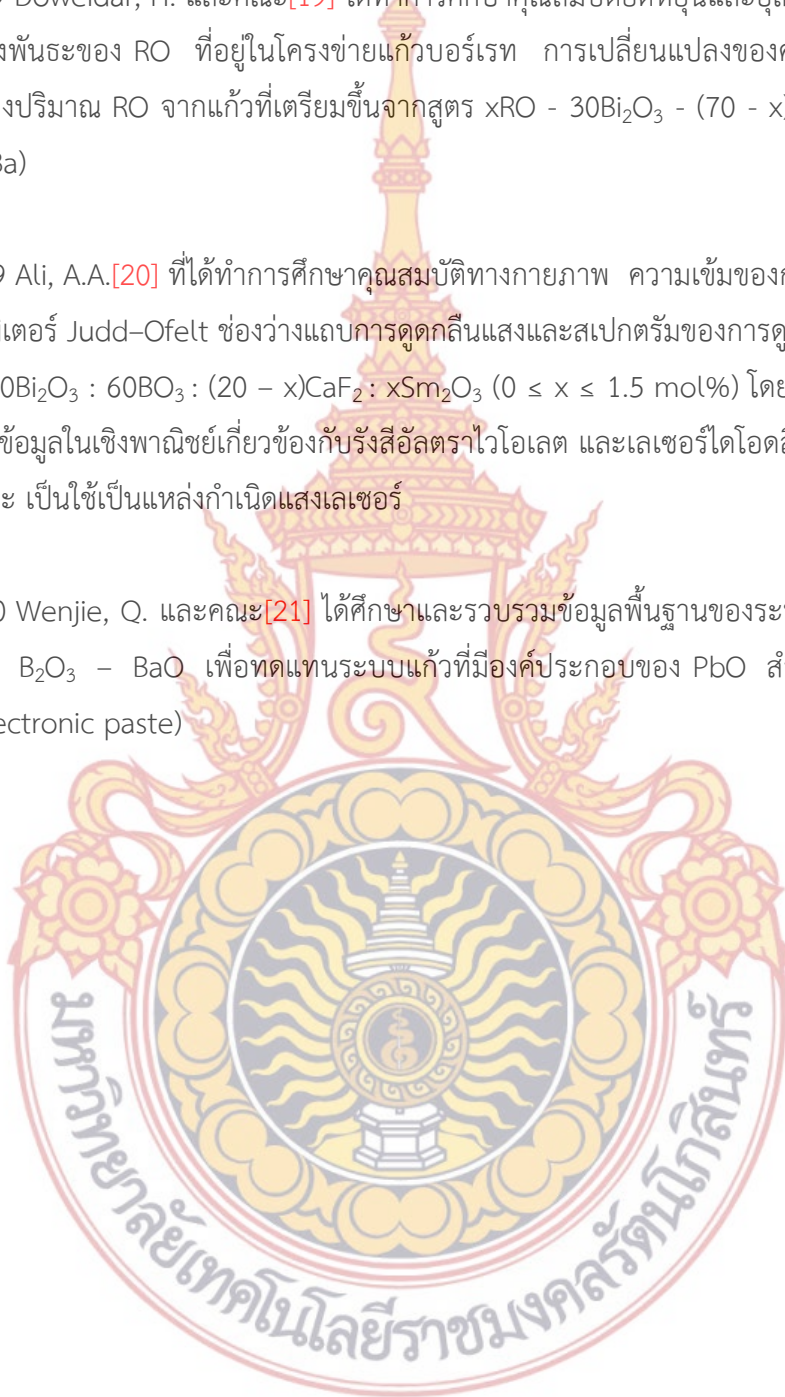 Doweidar, H. และคณะ[19] ได้ทำการศึกษาคุณสมบัติ
งพันธะของ RO ที่อยู่ในโครงข่ายแก้วบอร์เรท การเปลี่ยนแปลงของ
งปริมาณ RO จากแก้วที่เตรียมขึ้นจากสูตร xRO - 30Bi₂O₃ - (70 - x)
Ba)
9 Ali, A.A.[20] ที่ได้ทำการศึกษาคุณสมบัติทางกายภาพ ความเข้มของก
มิเตอร์ Judd–Ofelt ช่องว่างแถบการดูดกลืนแสงและสเปกตรัมของการดู
0Bi₂O₃ : 60BO₃ : (20 – x)CaF₂ : xSm₂O₃ (0 ≤ x ≤ 1.5 mol%) โดย
ข้อมูลในเชิงพาณิชย์เกี่ยวข้องกับรังสีอัลตราไวโอเลต และเลเซอร์ไดโอดสี
ะ เป็นใช้เป็นแหล่งกำเนิดแสงเลเซอร์
0 Wenjie, Q. และคณะ[21] ได้ศึกษาและรวบรวมข้อมูลพื้นฐานของระบ
B₂O₃ – BaO เพื่อทดแทนระบบแก้วที่มีองค์ประกอบของ PbO สำ
ectronic paste)
มหาวิทยาลัยเทคโนโลยีราชมงคลรัตนโกสินทร์